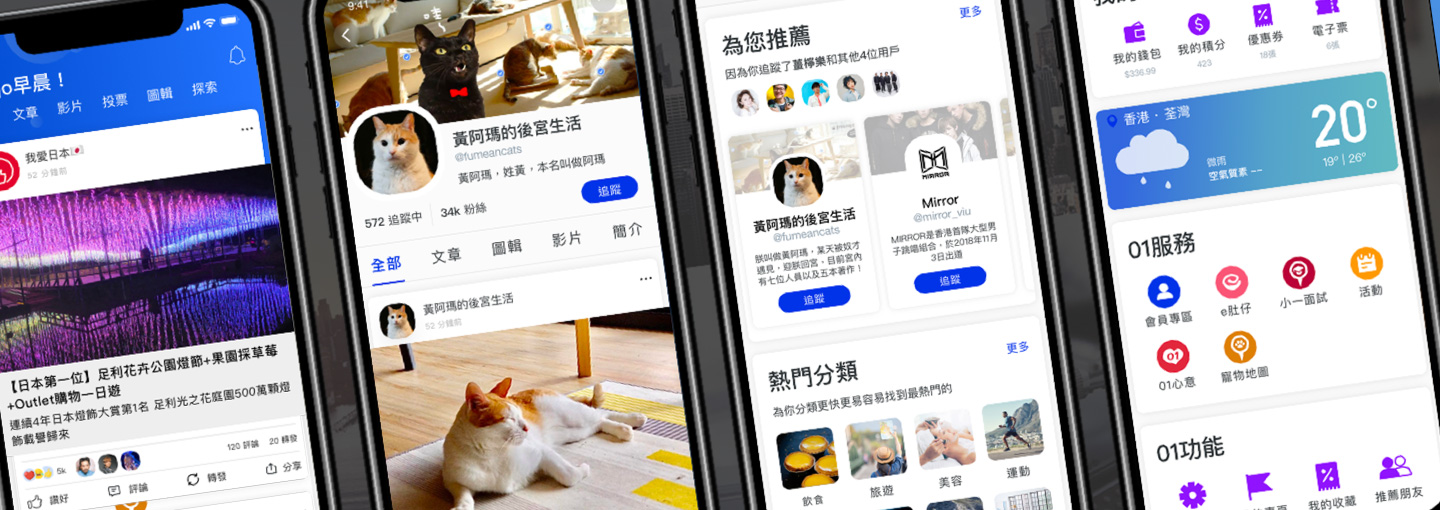 o早晨！
文章 影片 投票 圖輯 探索
我愛日本
52 分鐘前
【日本第一位】足利花卉公園燈節+果園採草莓
+Outlet購物一日遊
連續4年日本燈飾大賞第1名 足利光之花庭園500萬顆燈
飾載譽歸來
5k
120 評論 20 轉發
讚好 評論 轉發 分享
9:41
哇~
黃阿瑪的後宮生活
@fumeancats
黃阿瑪，姓黃，本名叫做阿瑪
572 追蹤中 34k 粉絲
追蹤
全部 文章 圖輯 影片 簡介
黃阿瑪的後宮生活
52 分鐘前
更多
為您推薦
因為你追蹤了薑檸樂和其他4位用戶
黃阿瑪的後宮生活
@fumeancats
朕叫做黃阿瑪，某天被奴才
遇見，迎朕回宮。目前宮內
有七位人員以及五本著作！
追蹤
MIRROR
Mirror
@mirror_viu
MIRROR是香港首隊大型男
子跳唱組合，於2018年11月
3日出道
追蹤
更多
熱門分類
為你分類更快更易容易找到最熱門的
飲食 旅遊 美容 運動
我的錢包 我的積分 優惠券 電子票
$336.99 423 18張 6張
香港 · 荃灣
20°
微雨
空氣質素 --
19° | 26°
01服務
會員專區 e肚仔 小一面試 活動
01心意 寵物地圖
01功能
我的收藏 推薦朋友